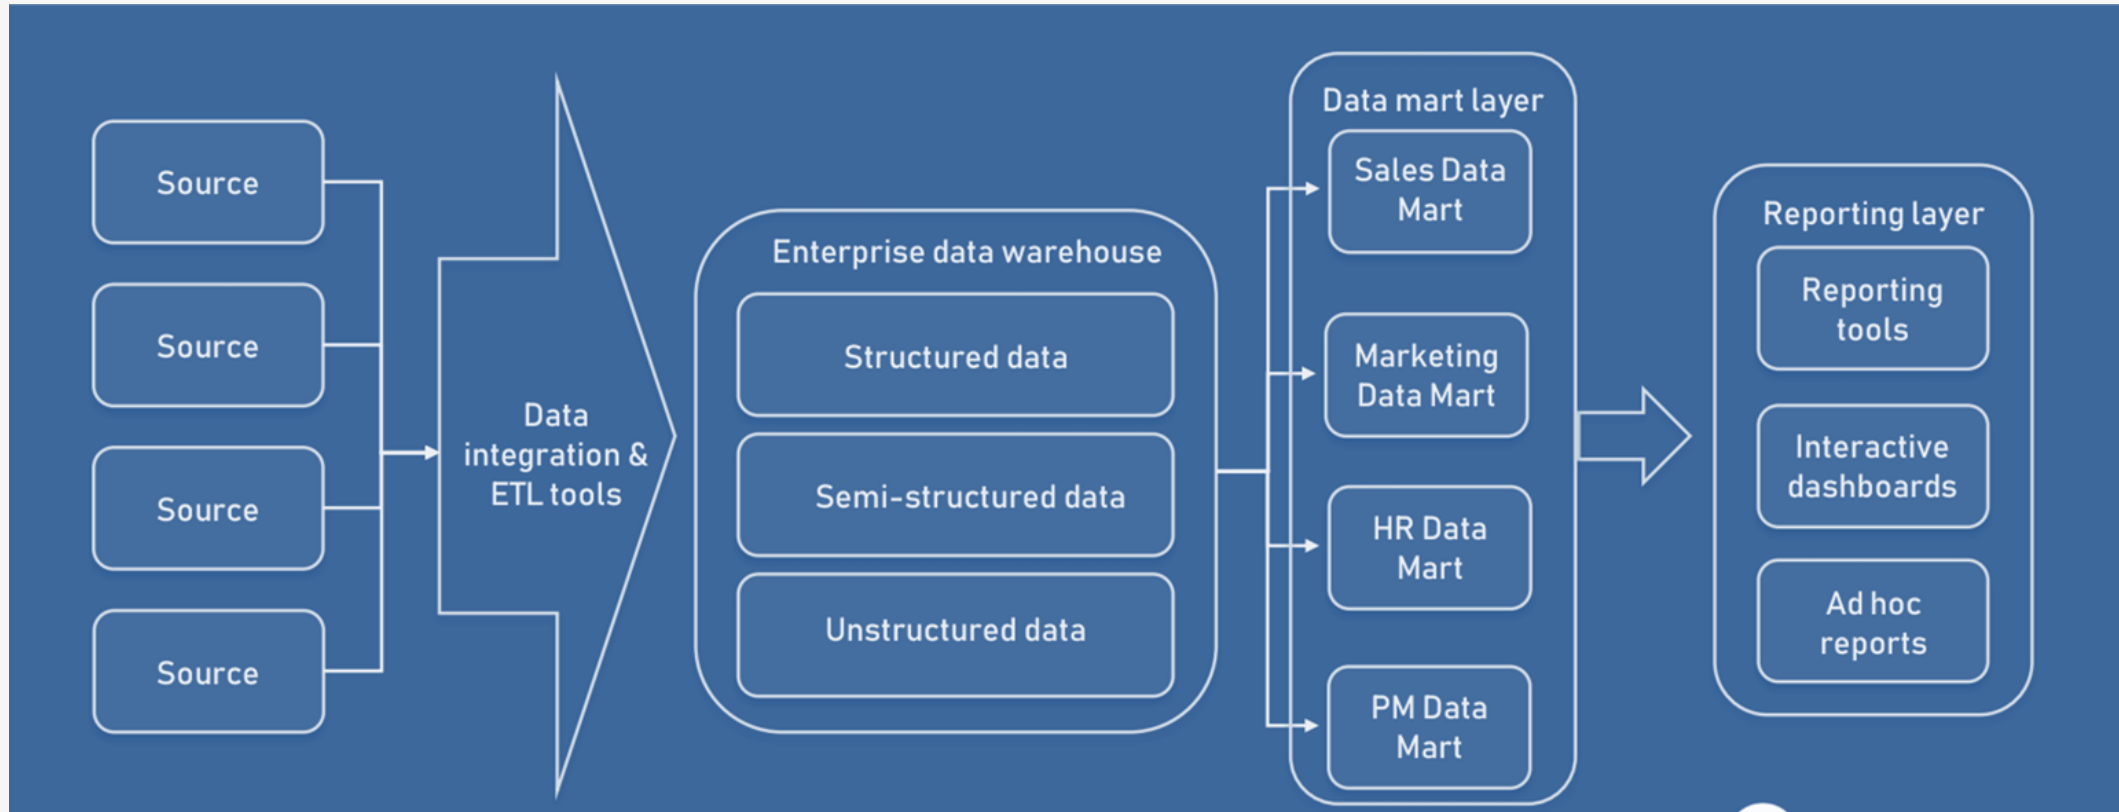 Source
Source
Source
Source
Data
integration &
ETL tools
Enterprise data warehouse
Structured data
Semi-structured data
Unstructured data
Data mart layer
Sales Data
Mart
Marketing
Data Mart
HR Data
Mart
PM Data
Mart
Reporting layer
Reporting
tools
Interactive
dashboards
Ad hoc
reports